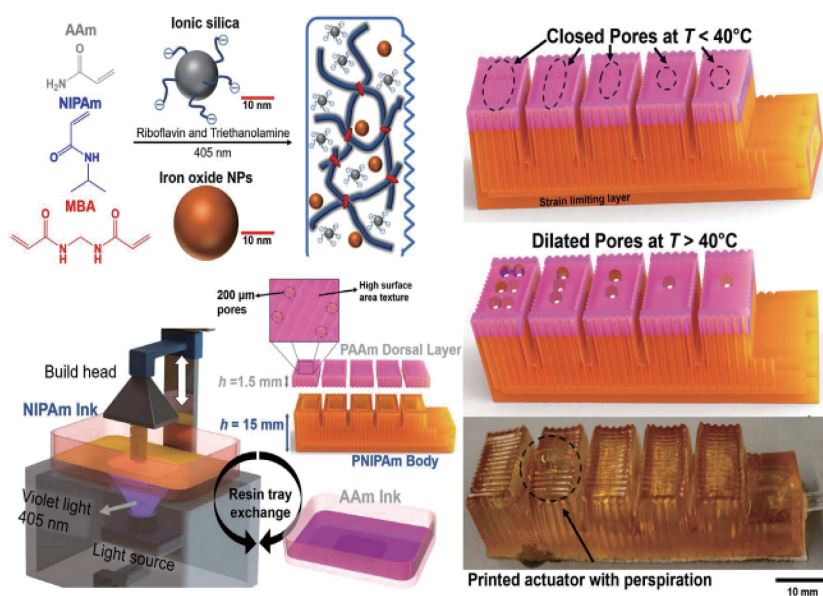 AAm
O
H₂N
NIPAm
O
NH
MBA
O
N
H
N
H
O
Ionic silica
10 nm
Riboflavin and Triethanolamine
405 nm
Iron oxide NPs
10 nm
Closed Pores at T < 40°C
Strain limiting layer
Dilated Pores at T > 40°C
200 µm
pores
High surface
area texture
Build head
PAAm Dorsal Layer
h =1.5 mm
NIPAm Ink
h = 15 mm
PNIPAm Body
Violet light
405 nm
Light source
Resin tray
exchange
AAm Ink
Printed actuator with perspiration
10 mm